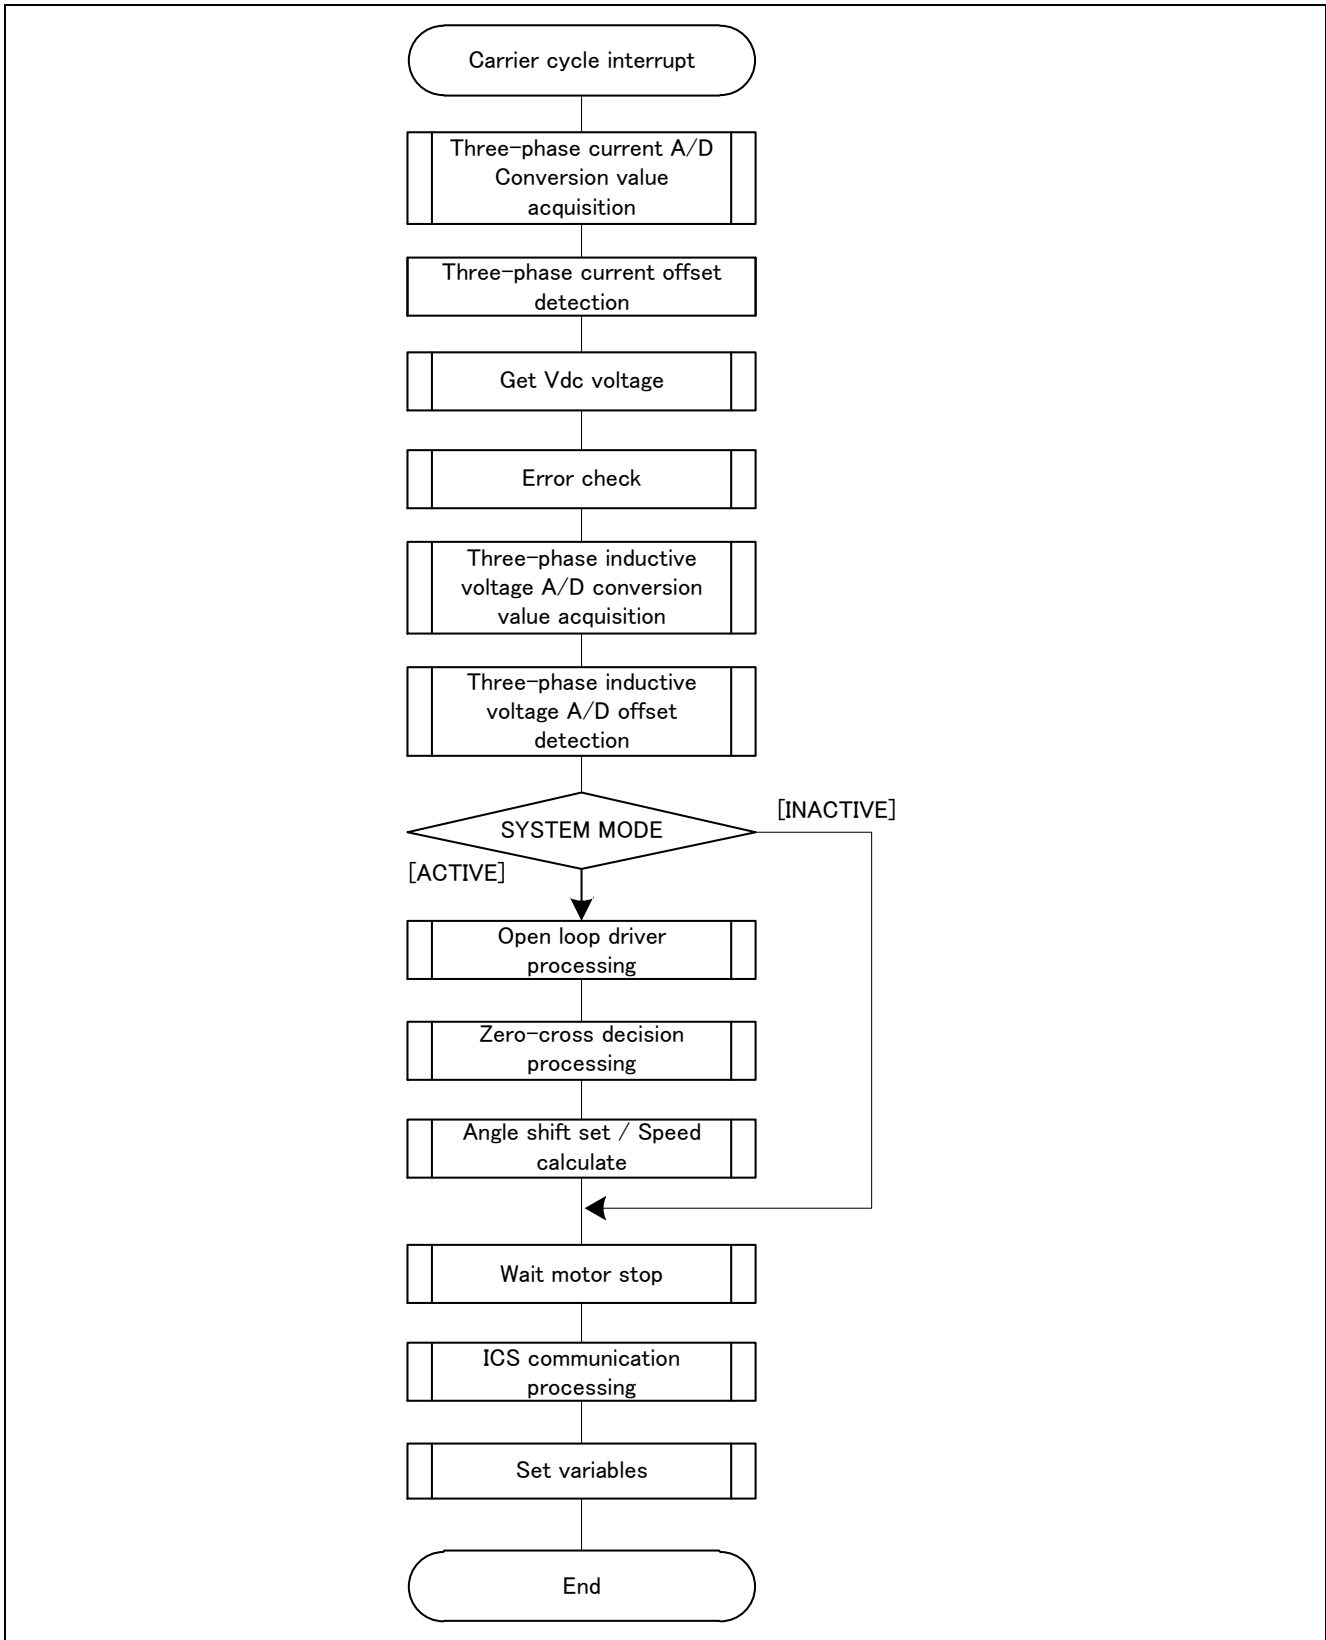 Carrier cycle interrupt
Three-phase current A/D
Conversion value
acquisition
Three-phase current offset
detection
Get Vdc voltage
Error check
Three-phase inductive
voltage A/D conversion
value acquisition
Three-phase inductive
voltage A/D offset
detection
[INACTIVE]
SYSTEM MODE
[ACTIVE]
Open loop driver
processing
Zero-cross decision
processing
Angle shift set / Speed
calculate
Wait motor stop
ICS communication
processing
Set variables
End